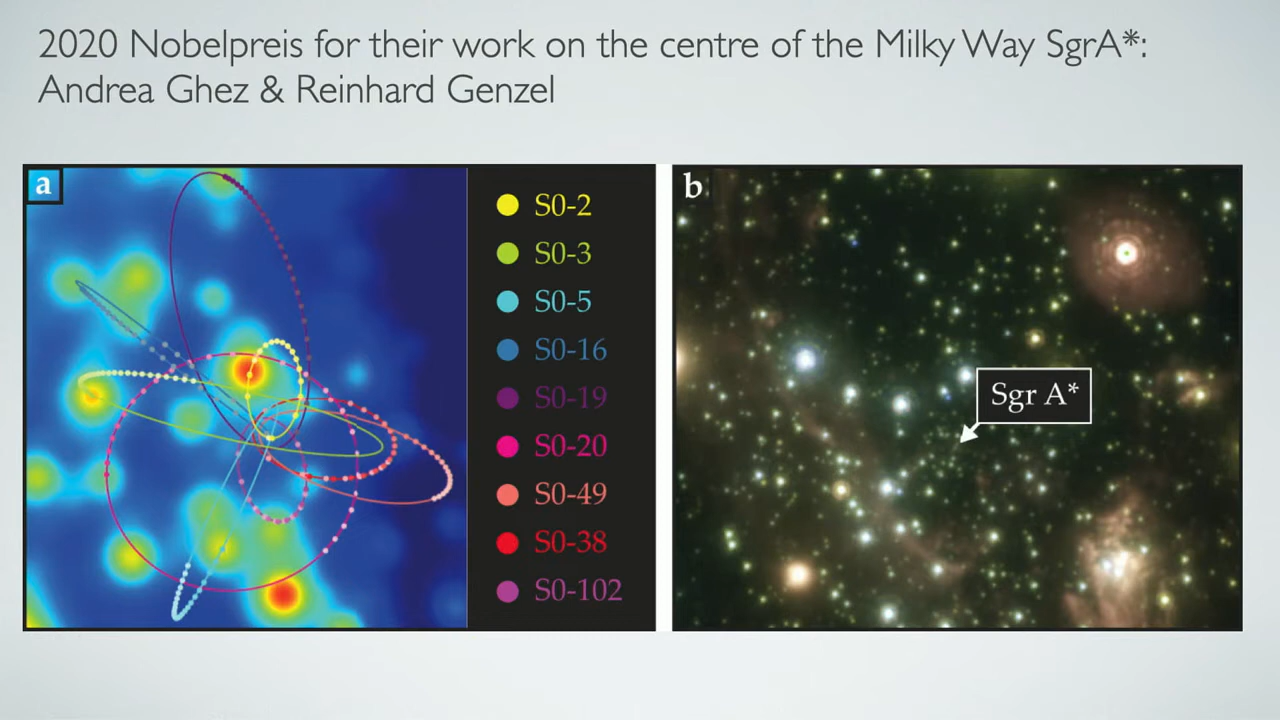 2020 Nobelpreis for their work on the centre of the Milky Way SgrA*:
Andrea Ghez & Reinhard Genzel
a
S0-2
S0-3
S0-5
S0-16
S0-19
S0-20
S0-49
S0-38
S0-102
b
Sgr A*